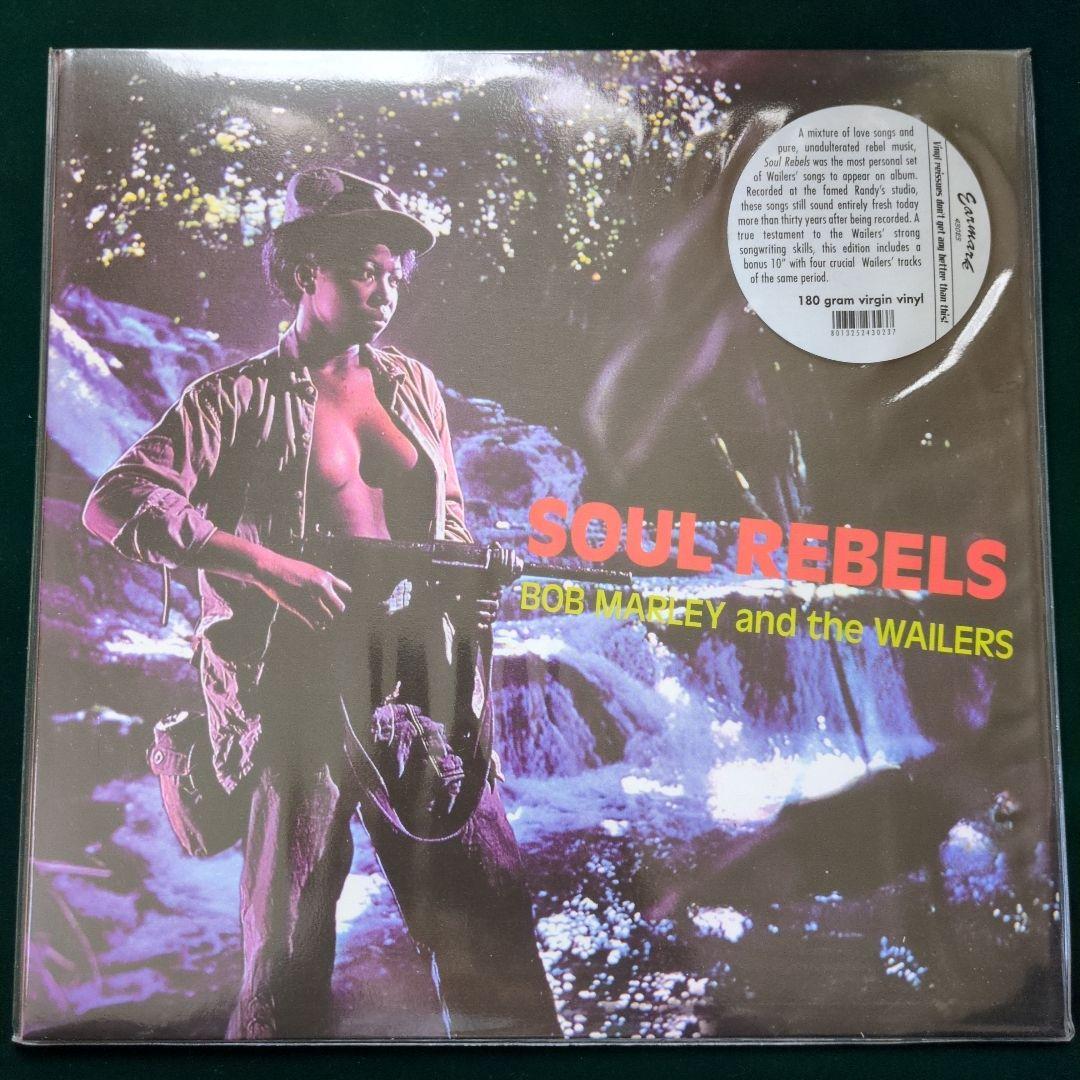 A mixture of love songs and
pure, unadulterated rebel music,
Soul Rebels was the most personal set
of Wailers' songs to appear on album.
Recorded at the famed Randy's studio,
these songs still sound entirely fresh today
more than thirty years after being recorded. A
true testament to the Wailers' strong
songwriting skills, this edition includes a
bonus 10" with four crucial Wailers' tracks
of the same period.
180 gram virgin vinyl
8013252430237
Vinyl reissues don't get any better than this!
Earmark
SOUL REBELS
BOB MARLEY and the WAILERS